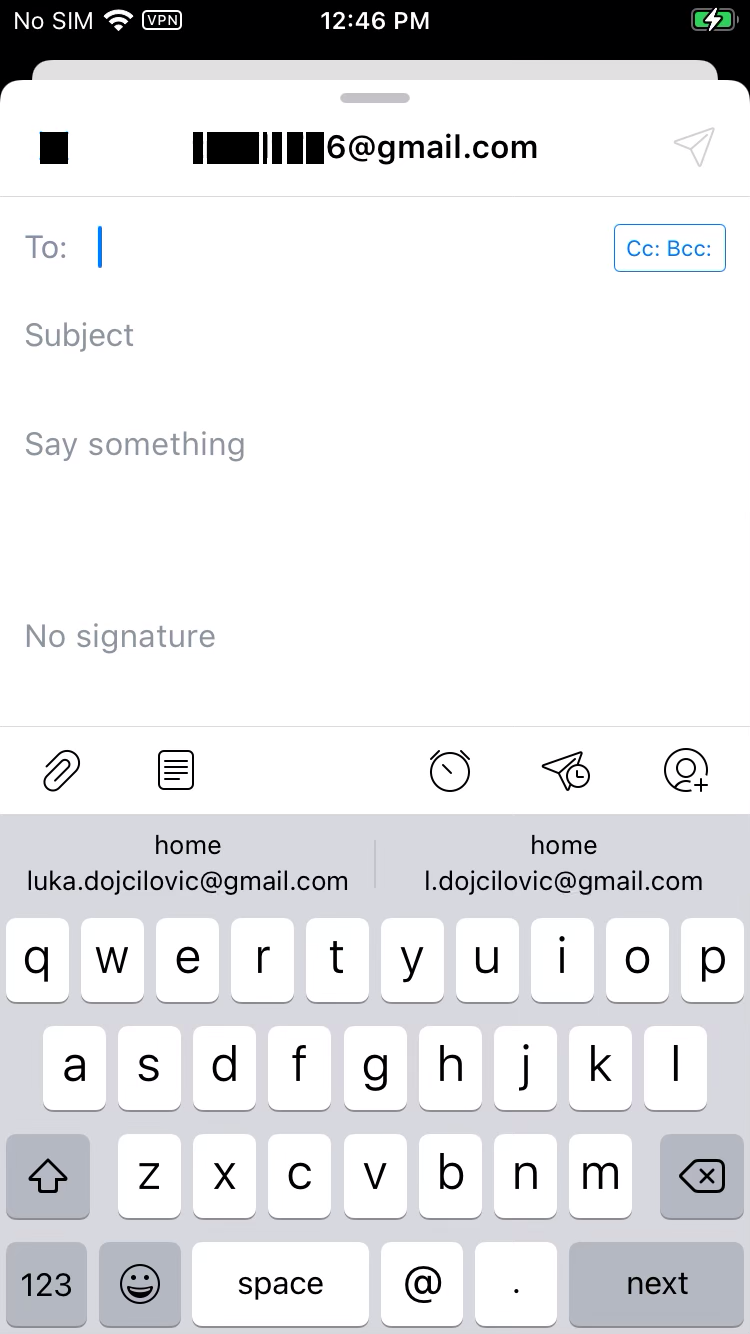 No SIM VPN 12:46 PM
6@gmail.com
To: Cc: Bcc:
Subject
Say something
No signature
home home
luka.dojcilovic@gmail.com l.dojcilovic@gmail.com
q w e r t y u i o p
a s d f g h j k l
z x c v b n m
123 space @ . next